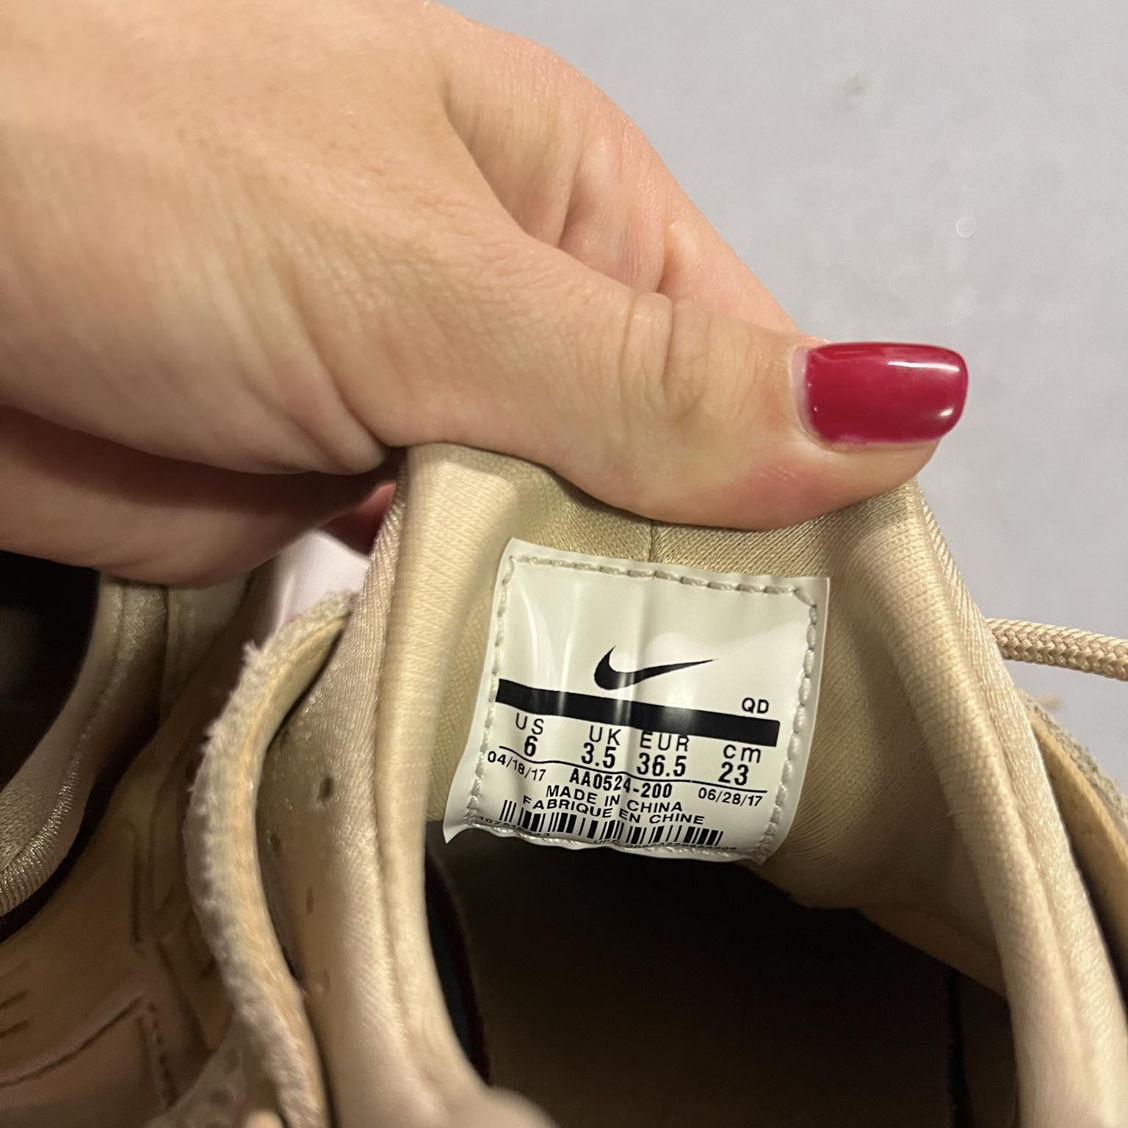 QD
US UK EUR cm
6 3.5 36.5 23
04/18/17 AA0524-200 06/28/17
MADE IN CHINA
FABRIQUE EN CHINE